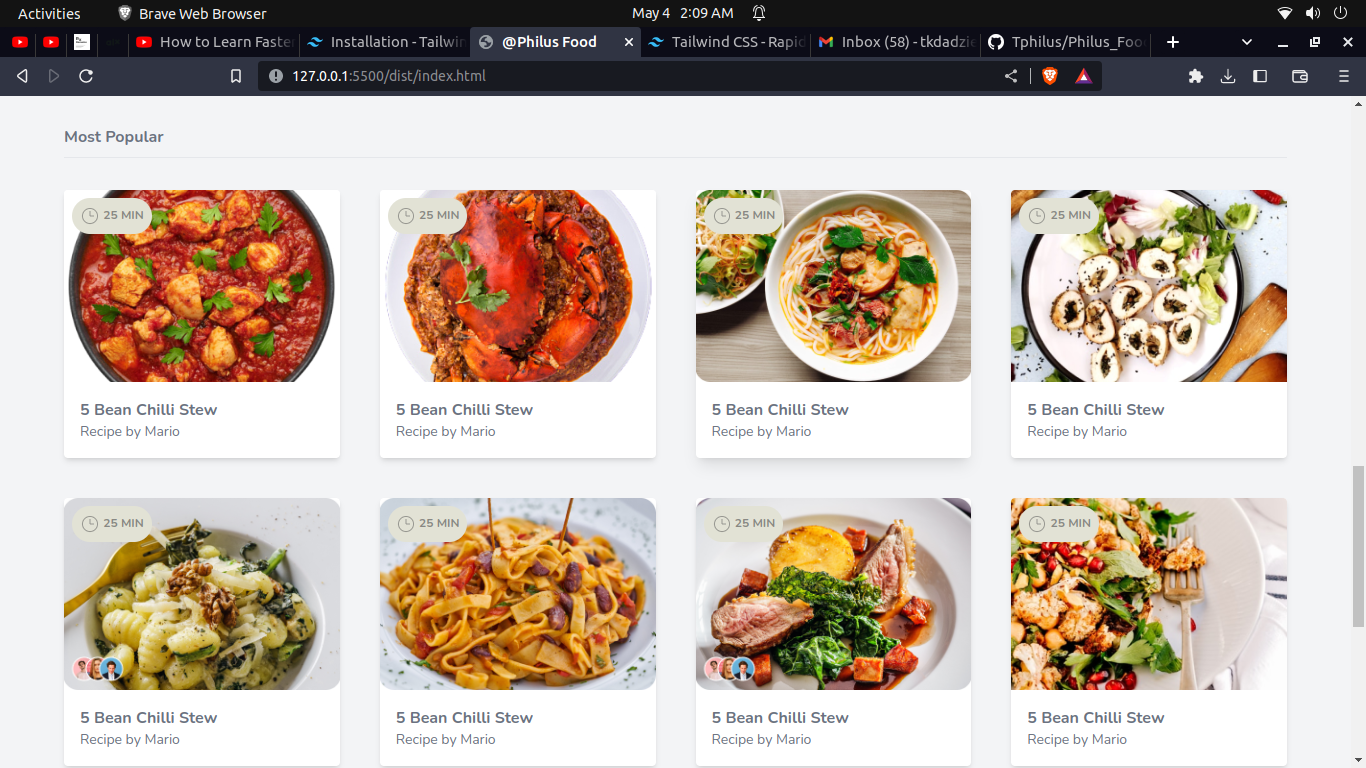 Activities Brave Web Browser May 4 2:09 AM
How to Learn Faster Installation - Tailwin @Philus Food Tailwind CSS - Rapid Inbox (58) - tkdadzie Tphilus/Philus_Foo
127.0.0.1:5500/dist/index.html
Most Popular
25 MIN 25 MIN 25 MIN 25 MIN
5 Bean Chilli Stew 5 Bean Chilli Stew 5 Bean Chilli Stew 5 Bean Chilli Stew
Recipe by Mario Recipe by Mario Recipe by Mario Recipe by Mario
25 MIN 25 MIN 25 MIN 25 MIN
5 Bean Chilli Stew 5 Bean Chilli Stew 5 Bean Chilli Stew 5 Bean Chilli Stew
Recipe by Mario Recipe by Mario Recipe by Mario Recipe by Mario